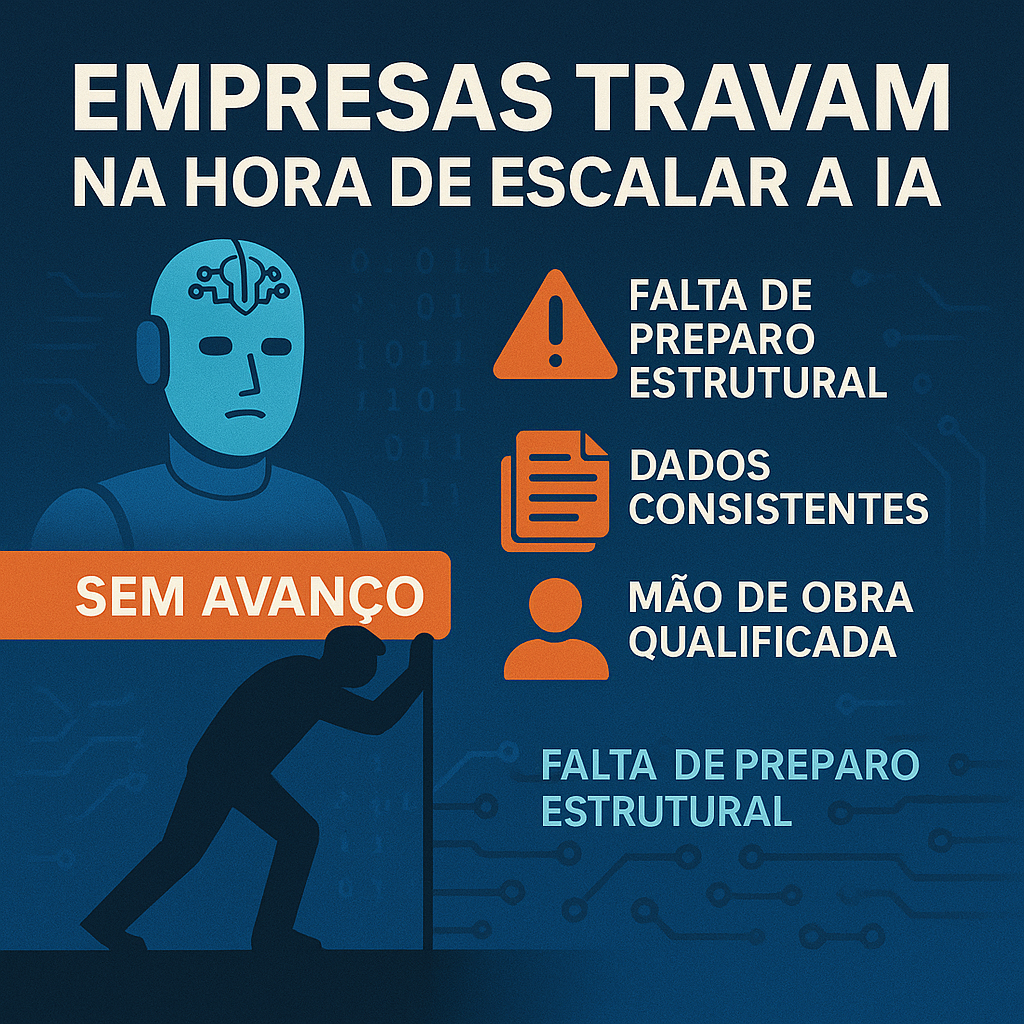 EMPRESAS TRAVAM
NA HORA DE ESCALAR A IA
FALTA DE
PREPARO
ESTRUTURAL
DADOS
CONSISTENTES
MÃO DE OBRA
QUALIFICADA
SEM AVANÇO
FALTA DE PREPARO
ESTRUTURAL